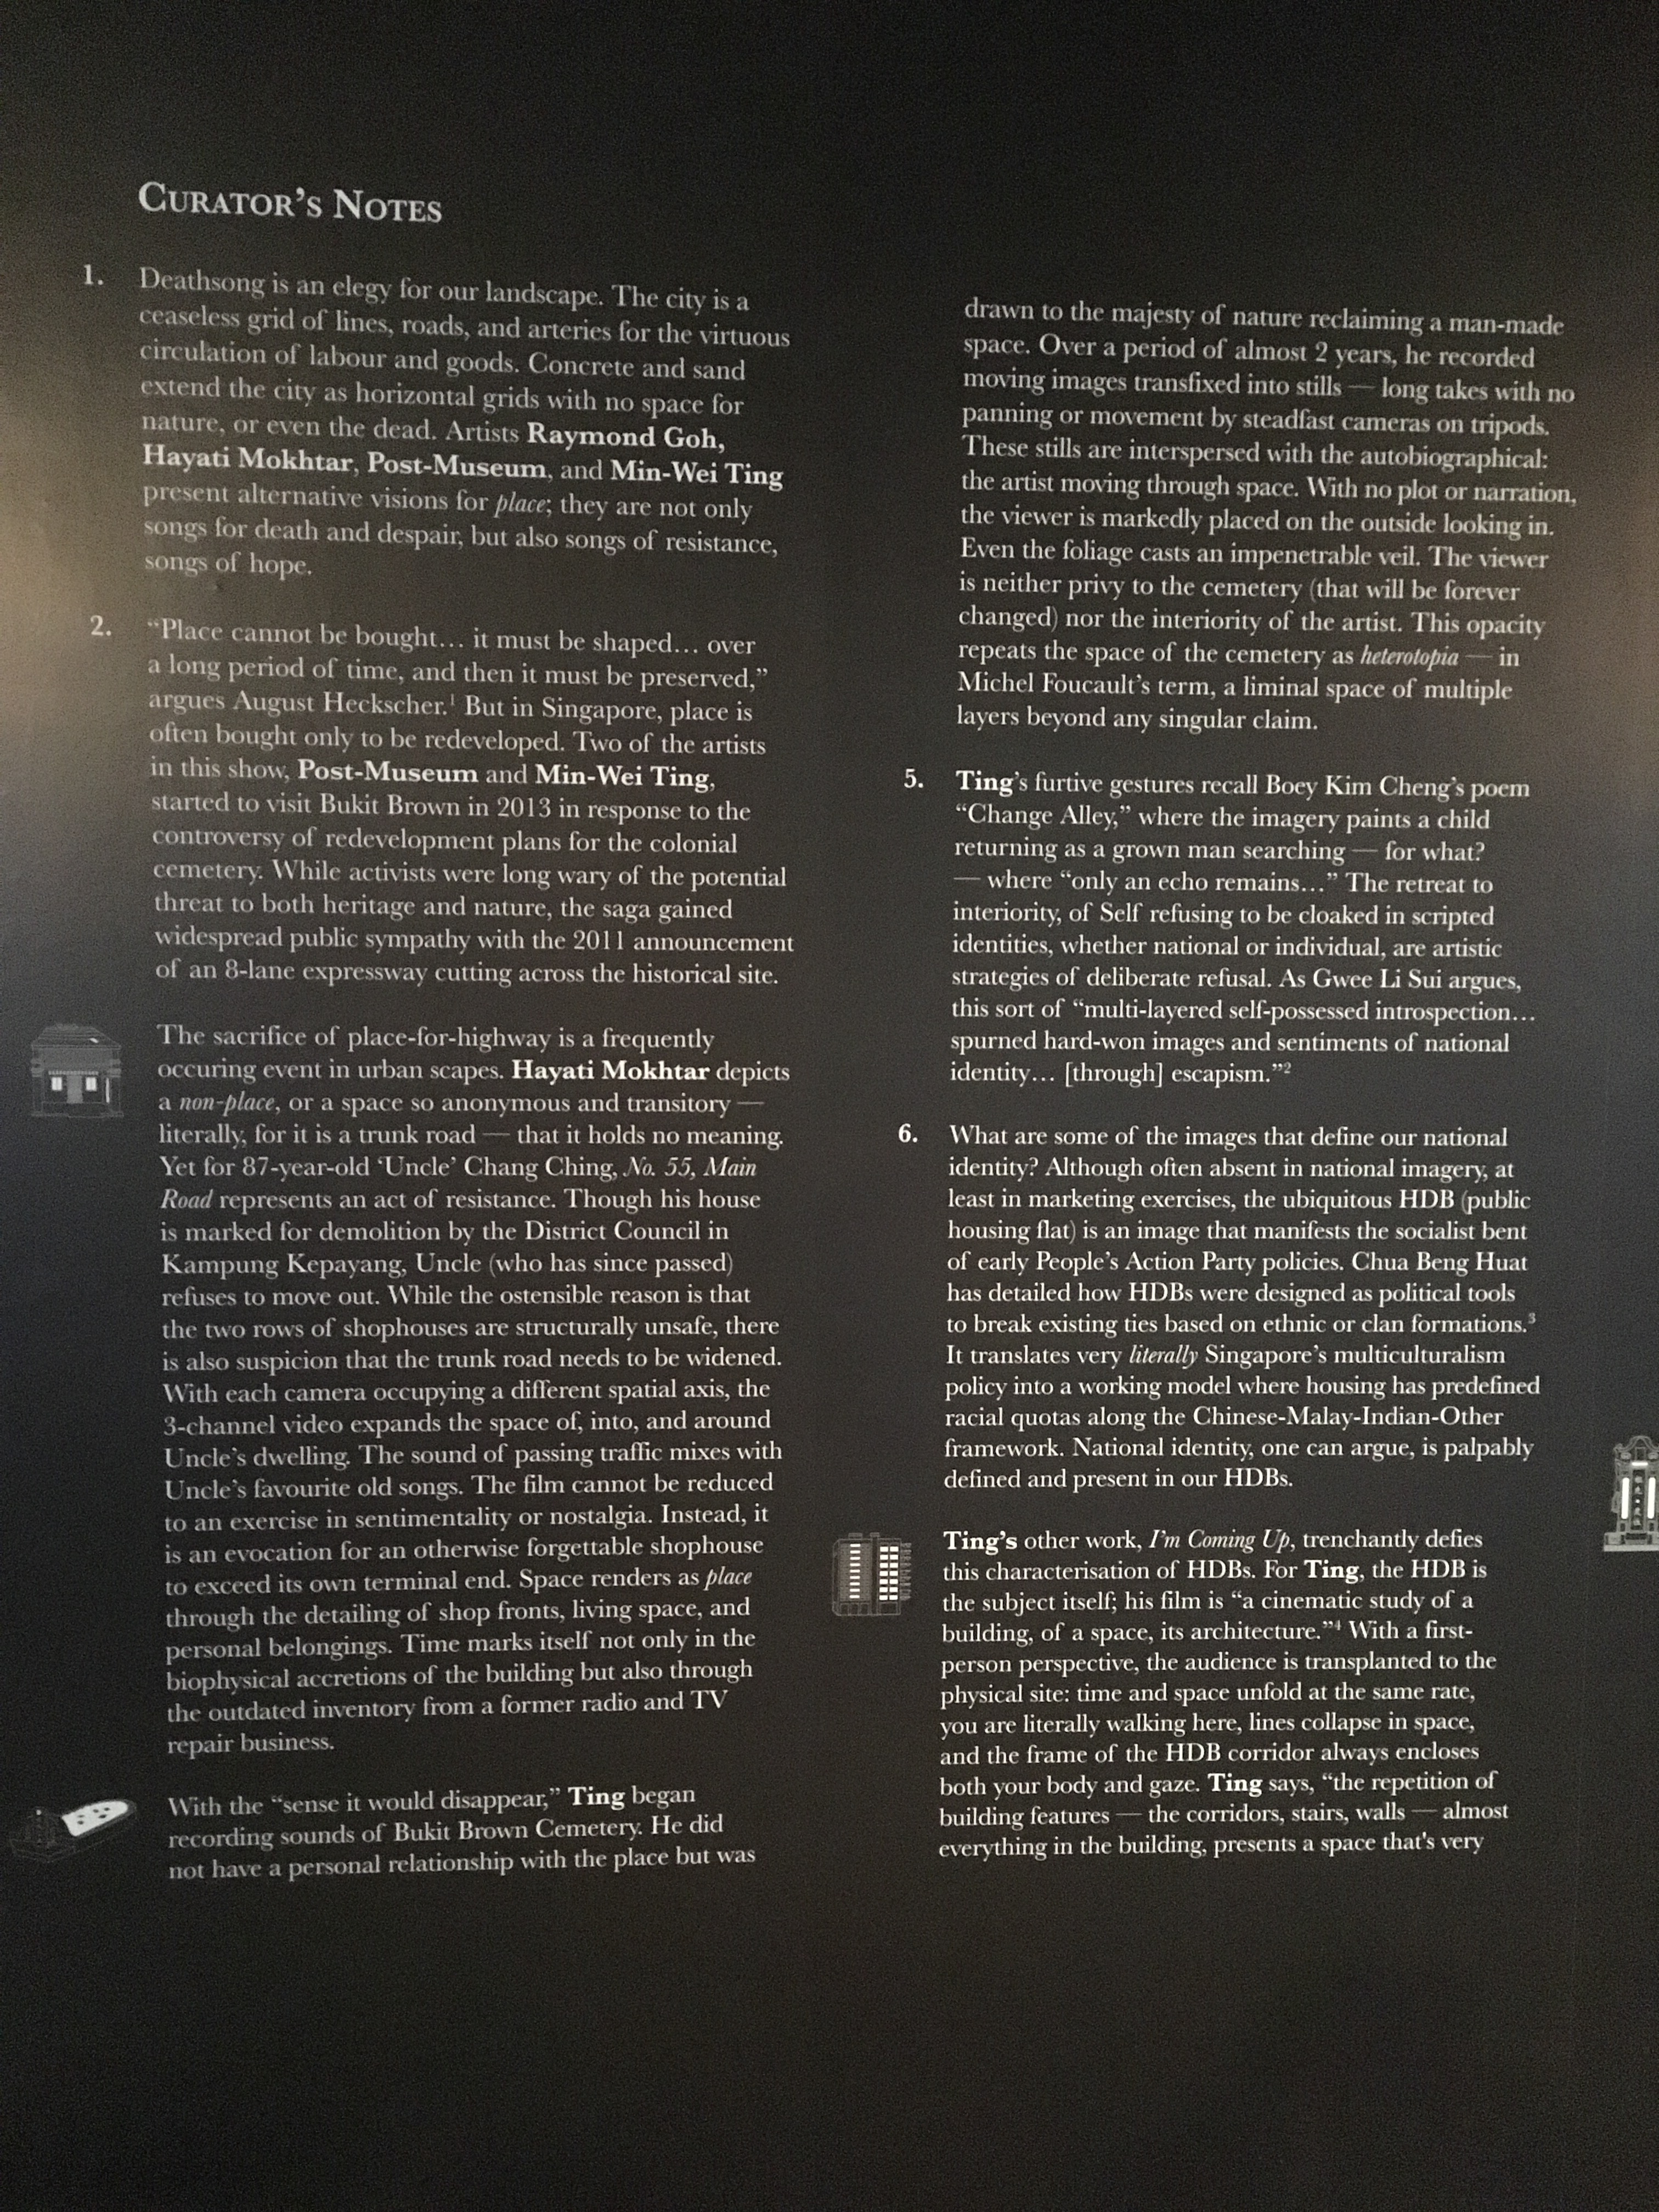 CURATOR'S NOTES
1. Deathsong is an elegy for our landscape. The city is a
ceaseless grid of lines, roads, and arteries for the virtuous
circulation of labour and goods. Concrete and sand
extend the city as horizontal grids with no space for
nature, or even the dead. Artists Raymond Goh,
Hayati Mokhtar, Post-Museum, and Min-Wei Ting
present alternative visions for place; they are not only
songs for death and despair, but also songs of resistance,
songs of hope.
2. “Place cannot be bought… it must be shaped… over
a long period of time, and then it must be preserved,”
argues August Heckscher.¹ But in Singapore, place is
often bought only to be redeveloped. Two of the artists
in this show, Post-Museum and Min-Wei Ting,
started to visit Bukit Brown in 2013 in response to the
controversy of redevelopment plans for the colonial
cemetery. While activists were long wary of the potential
threat to both heritage and nature, the saga gained
widespread public sympathy with the 2011 announcement
of an 8-lane expressway cutting across the historical site.
The sacrifice of place-for-highway is a frequently
occuring event in urban scapes. Hayati Mokhtar depicts
a non-place, or a space so anonymous and transitory —
literally, for it is a trunk road — that it holds no meaning.
Yet for 87-year-old ‘Uncle’ Chang Ching, No. 55, Main
Road represents an act of resistance. Though his house
is marked for demolition by the District Council in
Kampung Kepayang, Uncle (who has since passed)
refuses to move out. While the ostensible reason is that
the two rows of shophouses are structurally unsafe, there
is also suspicion that the trunk road needs to be widened.
With each camera occupying a different spatial axis, the
3-channel video expands the space of, into, and around
Uncle’s dwelling. The sound of passing traffic mixes with
Uncle’s favourite old songs. The film cannot be reduced
to an exercise in sentimentality or nostalgia. Instead, it
is an evocation for an otherwise forgettable shophouse
to exceed its own terminal end. Space renders as place
through the detailing of shop fronts, living space, and
personal belongings. Time marks itself not only in the
biophysical accretions of the building but also through
the outdated inventory from a former radio and TV
repair business.
With the “sense it would disappear,” Ting began
recording sounds of Bukit Brown Cemetery. He did
not have a personal relationship with the place but was
drawn to the majesty of nature reclaiming a man-made
space. Over a period of almost 2 years, he recorded
moving images transfixed into stills — long takes with no
panning or movement by steadfast cameras on tripods.
These stills are interspersed with the autobiographical:
the artist moving through space. With no plot or narration,
the viewer is markedly placed on the outside looking in.
Even the foliage casts an impenetrable veil. The viewer
is neither privy to the cemetery (that will be forever
changed) nor the interiority of the artist. This opacity
repeats the space of the cemetery as heterotopia — in
Michel Foucault’s term, a liminal space of multiple
layers beyond any singular claim.
5. Ting’s furtive gestures recall Boey Kim Cheng’s poem
“Change Alley,” where the imagery paints a child
returning as a grown man searching — for what?
— where “only an echo remains…” The retreat to
interiority, of Self refusing to be cloaked in scripted
identities, whether national or individual, are artistic
strategies of deliberate refusal. As Gwee Li Sui argues,
this sort of “multi-layered self-possessed introspection…
spurned hard-won images and sentiments of national
identity… [through] escapism.”²
6. What are some of the images that define our national
identity? Although often absent in national imagery, at
least in marketing exercises, the ubiquitous HDB (public
housing flat) is an image that manifests the socialist bent
of early People’s Action Party policies. Chua Beng Huat
has detailed how HDBs were designed as political tools
to break existing ties based on ethnic or clan formations.³
It translates very literally Singapore’s multiculturalism
policy into a working model where housing has predefined
racial quotas along the Chinese-Malay-Indian-Other
framework. National identity, one can argue, is palpably
defined and present in our HDBs.
Ting’s other work, I’m Coming Up, trenchantly defies
this characterisation of HDBs. For Ting, the HDB is
the subject itself; his film is “a cinematic study of a
building, of a space, its architecture.”⁴ With a first-
person perspective, the audience is transplanted to the
physical site: time and space unfold at the same rate,
you are literally walking here, lines collapse in space,
and the frame of the HDB corridor always encloses
both your body and gaze. Ting says, “the repetition of
building features — the corridors, stairs, walls — almost
everything in the building, presents a space that's very